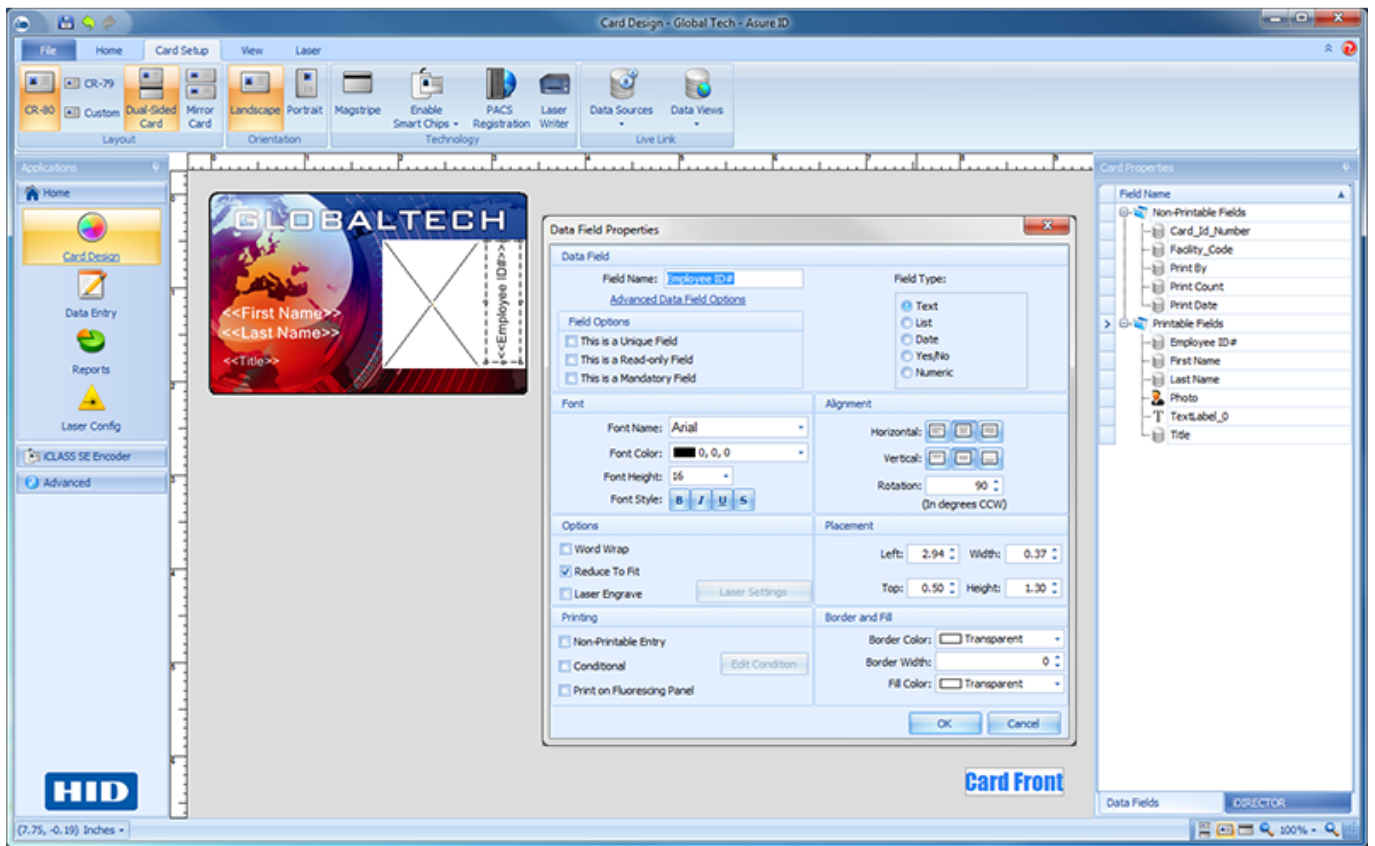 Card Design - Global Tech - Asure ID
File Home Card Setup View Laser
CR-80 CR-79 Custom Dual-Sided Card Mirror Card
Landscape Portrait
Magstripe Enable Smart Chips PACS Registration Laser Writer
Data Sources Data Views
Layout Orientation Technology Live Link
Applications
Home
Card Design
Data Entry
Reports
Laser Config
iCLASS SE Encoder
Advanced
HID
GLOBALTECH
<<First Name>>
<<Last Name>>
<<Title>>
<<Employee ID#>>
Data Field Properties
Data Field
Field Name: Employee ID#
Advanced Data Field Options
Field Options
This is a Unique Field
This is a Read-only Field
This is a Mandatory Field
Field Type:
Text
List
Date
Yes/No
Numeric
Font
Font Name: Arial
Font Color: 0, 0, 0
Font Height: 16
Font Style: B I U S
Alignment
Horizontal:
Vertical:
Rotation: 90
(In degrees CCW)
Options
Word Wrap
Reduce To Fit
Laser Engrave Laser Settings
Placement
Left: 2.94 Width: 0.37
Top: 0.50 Height: 1.30
Printing
Non-Printable Entry
Conditional Edit Condition
Print on Fluorescing Panel
Border and Fill
Border Color: Transparent
Border Width: 0
Fill Color: Transparent
OK Cancel
Card Front
Card Properties
Field Name
Non-Printable Fields
Card_Id_Number
Facility_Code
Print By
Print Count
Print Date
Printable Fields
Employee ID#
First Name
Last Name
Photo
TextLabel_0
Title
Data Fields iDIRECTOR
(7.75, -0.19) Inches
100%